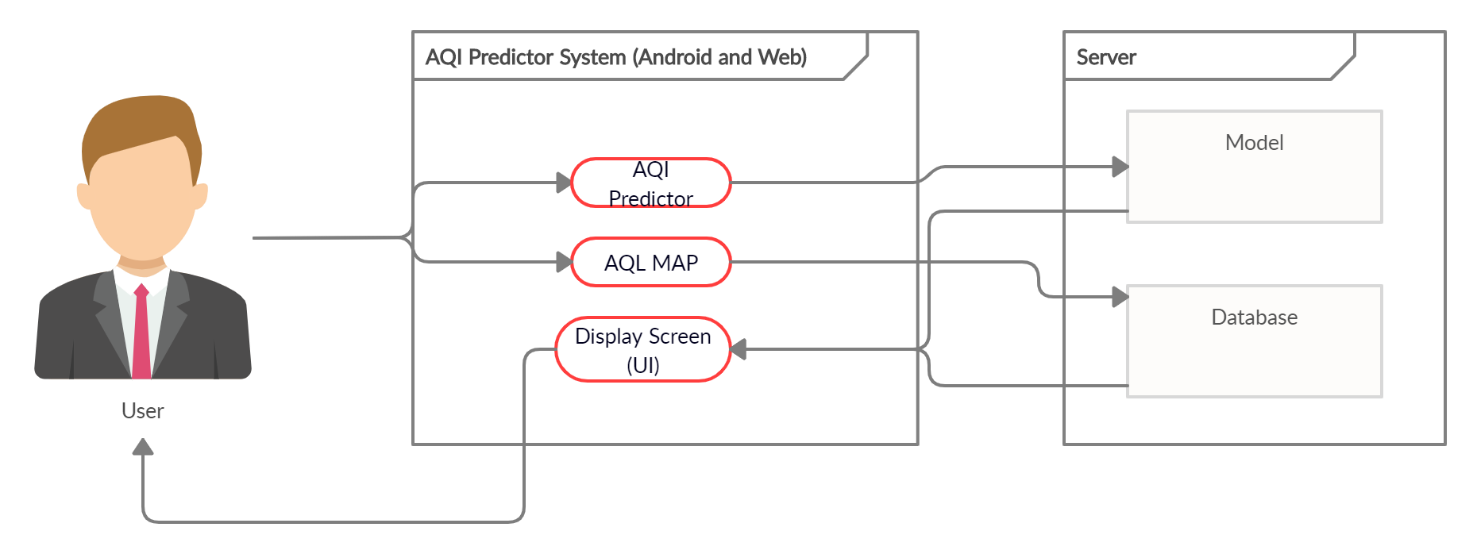 AQI Predictor System (Android and Web)
Server
AQI
Predictor
Model
AQL MAP
Database
Display Screen
(UI)
User